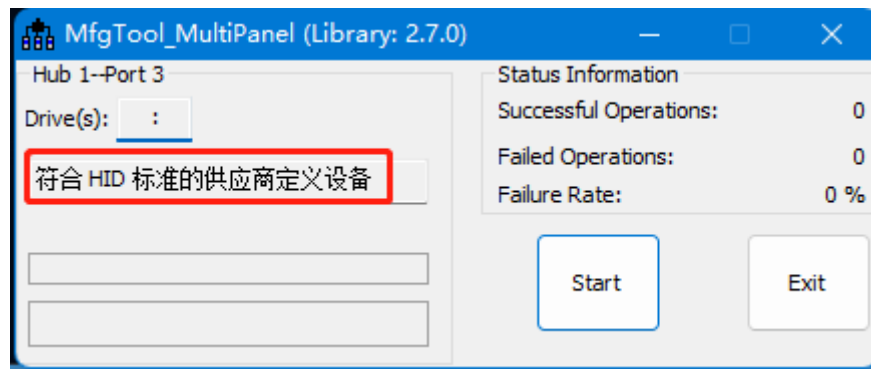 MfgTool_MultiPanel (Library: 2.7.0)
Hub 1--Port 3
Drive(s): :
符合 HID 标准的供应商定义设备
Status Information
Successful Operations: 0
Failed Operations: 0
Failure Rate: 0 %
Start
Exit